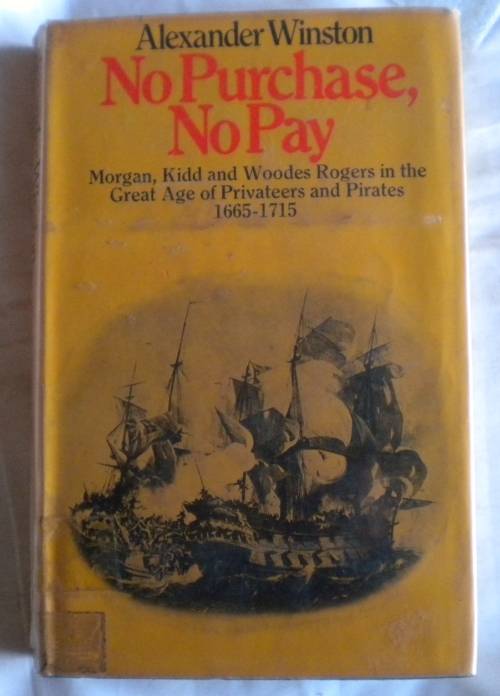 Alexander Winston
No Purchase,
No Pay
Morgan, Kidd and Woodes Rogers in the
Great Age of Privateers and Pirates
1665-1715